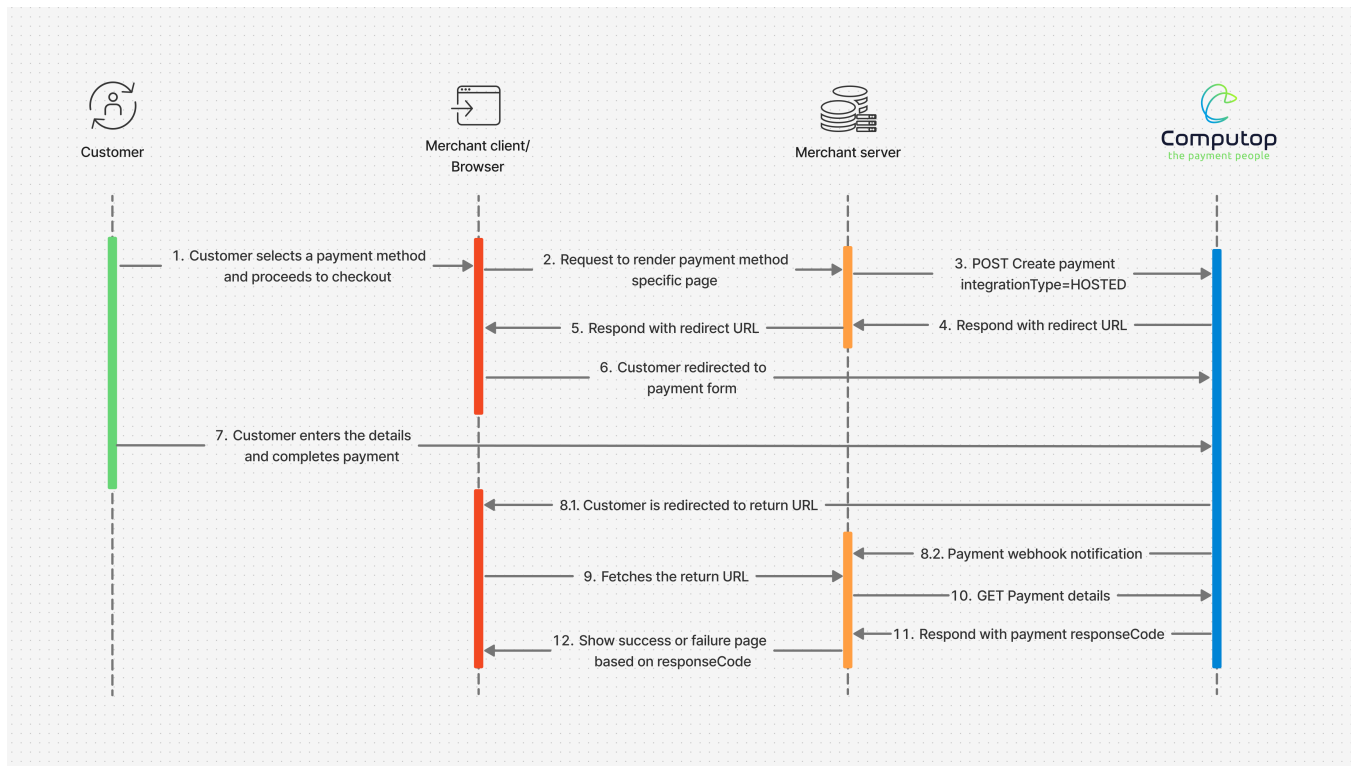 Customer
Merchant client/
Browser
Merchant server
Computop
the payment people
1. Customer selects a payment method
and proceeds to checkout
2. Request to render payment method
specific page
3. POST Create payment
integrationType=HOSTED
5. Respond with redirect URL
4. Respond with redirect URL
6. Customer redirected to
payment form
7. Customer enters the details
and completes payment
8.1. Customer is redirected to return URL
8.2. Payment webhook notification
9. Fetches the return URL
10. GET Payment details
11. Respond with payment responseCode
12. Show success or failure page
based on responseCode